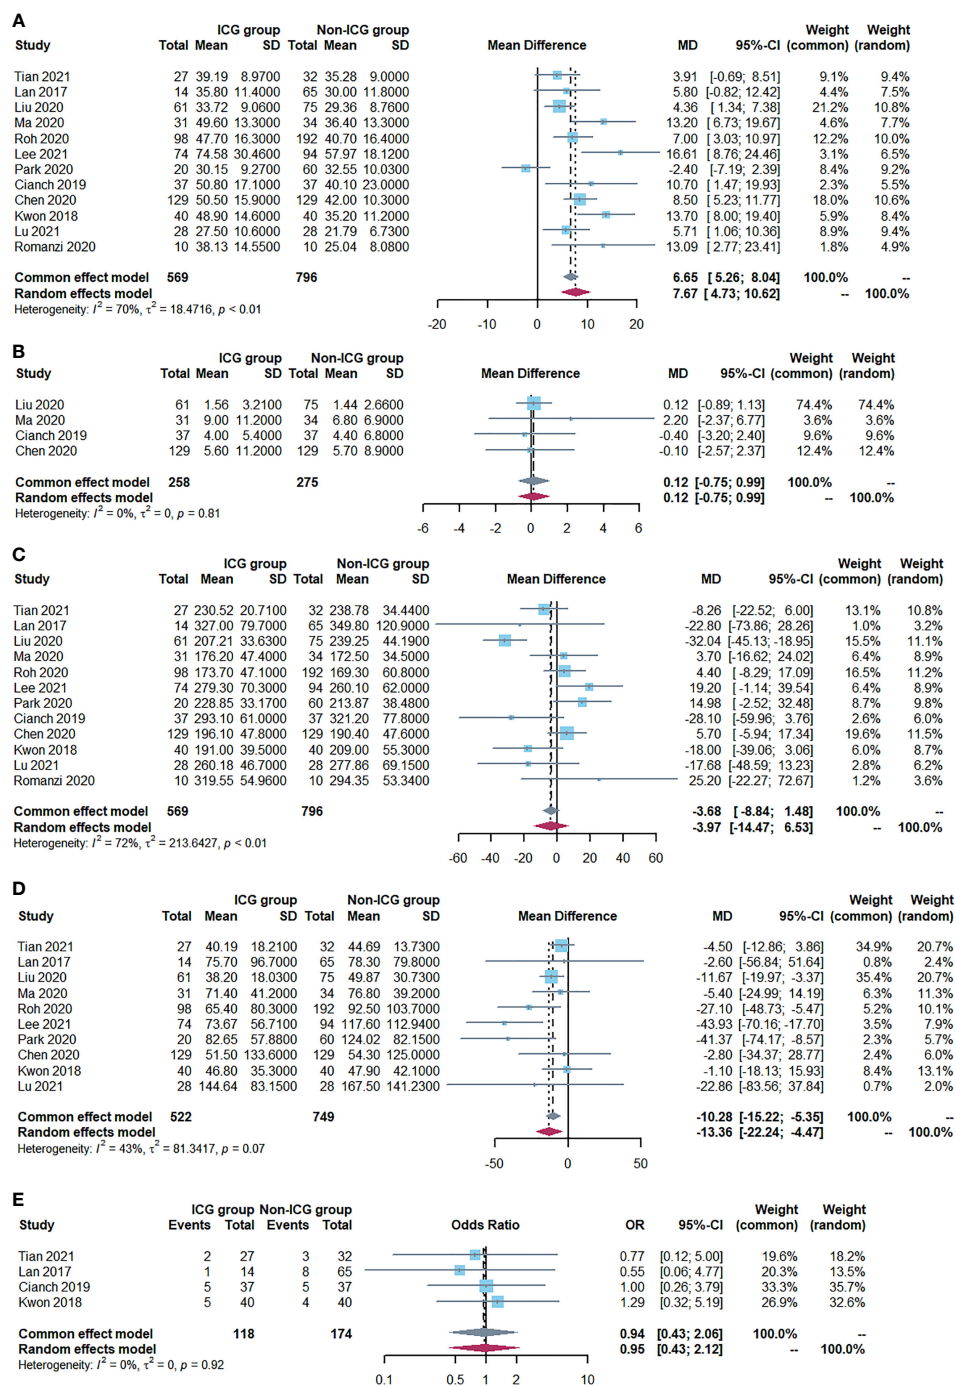 A
ICG group Non-ICG group Weight Weight
Study Total Mean SD Total Mean SD Mean Difference MD 95%-CI (common) (random)
Tian 2021 27 39.19 8.9700 32 35.28 9.0000 3.91 [-0.69; 8.51] 9.1% 9.4%
Lan 2017 14 35.80 11.4000 65 30.00 11.8000 5.80 [-0.82; 12.42] 4.4% 7.5%
Liu 2020 61 33.72 9.0600 75 29.36 8.7600 4.36 [ 1.34; 7.38] 21.2% 10.8%
Ma 2020 31 49.60 13.3000 34 36.40 13.3000 13.20 [ 6.73; 19.67] 4.6% 7.7%
Roh 2020 98 47.70 16.3000 192 40.70 16.4000 7.00 [ 3.03; 10.97] 12.2% 10.0%
Lee 2021 74 74.58 30.4600 94 57.97 18.1200 16.61 [ 8.76; 24.46] 3.1% 6.5%
Park 2020 20 30.15 9.2700 60 32.55 10.0300 -2.40 [-7.19; 2.39] 8.4% 9.2%
Cianch 2019 37 50.80 17.1000 37 40.10 23.0000 10.70 [ 1.47; 19.93] 2.3% 5.5%
Chen 2020 129 50.50 15.9000 129 42.00 10.3000 8.50 [ 5.23; 11.77] 18.0% 10.6%
Kwon 2018 40 48.90 14.6000 40 35.20 11.2000 13.70 [ 8.00; 19.40] 5.9% 8.4%
Lu 2021 28 27.50 10.6000 28 21.79 6.7300 5.71 [ 1.06; 10.36] 8.9% 9.4%
Romanzi 2020 10 38.13 14.5500 10 25.04 8.0800 13.09 [ 2.77; 23.41] 1.8% 4.9%
Common effect model 569 796 6.65 [ 5.26; 8.04] 100.0% --
Random effects model 7.67 [ 4.73; 10.62] -- 100.0%
Heterogeneity: I² = 70%, τ² = 18.4716, p < 0.01
-20 -10 0 10 20
B
ICG group Non-ICG group Weight Weight
Study Total Mean SD Total Mean SD Mean Difference MD 95%-CI (common) (random)
Liu 2020 61 1.56 3.2100 75 1.44 2.6600 0.12 [-0.89; 1.13] 74.4% 74.4%
Ma 2020 31 9.00 11.2000 34 6.80 6.9000 2.20 [-2.37; 6.77] 3.6% 3.6%
Cianch 2019 37 4.00 5.4000 37 4.40 6.8000 -0.40 [-3.20; 2.40] 9.6% 9.6%
Chen 2020 129 5.60 11.2000 129 5.70 8.9000 -0.10 [-2.57; 2.37] 12.4% 12.4%
Common effect model 258 275 0.12 [-0.75; 0.99] 100.0% --
Random effects model 0.12 [-0.75; 0.99] -- 100.0%
Heterogeneity: I² = 0%, τ² = 0, p = 0.81
-6 -4 -2 0 2 4 6
C
ICG group Non-ICG group Weight Weight
Study Total Mean SD Total Mean SD Mean Difference MD 95%-CI (common) (random)
Tian 2021 27 230.52 20.7100 32 238.78 34.4400 -8.26 [-22.52; 6.00] 13.1% 10.8%
Lan 2017 14 327.00 79.7000 65 349.80 120.9000 -22.80 [-73.86; 28.26] 1.0% 3.2%
Liu 2020 61 207.21 33.6300 75 239.25 44.1900 -32.04 [-45.13; -18.95] 15.5% 11.1%
Ma 2020 31 176.20 47.4000 34 172.50 34.5000 3.70 [-16.62; 24.02] 6.4% 8.9%
Roh 2020 98 173.70 47.1000 192 169.30 60.8000 4.40 [-8.29; 17.09] 16.5% 11.2%
Lee 2021 74 279.30 70.3000 94 260.10 62.0000 19.20 [-1.14; 39.54] 6.4% 8.9%
Park 2020 20 228.85 33.1700 60 213.87 38.4800 14.98 [-2.52; 32.48] 8.7% 9.8%
Cianch 2019 37 293.10 61.0000 37 321.20 77.8000 -28.10 [-59.96; 3.76] 2.6% 6.0%
Chen 2020 129 196.10 47.8000 129 190.40 47.6000 5.70 [-5.94; 17.34] 19.6% 11.5%
Kwon 2018 40 191.00 39.5000 40 209.00 55.3000 -18.00 [-39.06; 3.06] 6.0% 8.7%
Lu 2021 28 260.18 46.7000 28 277.86 69.1500 -17.68 [-48.59; 13.23] 2.8% 6.2%
Romanzi 2020 10 319.55 54.9600 10 294.35 53.3400 25.20 [-22.27; 72.67] 1.2% 3.6%
Common effect model 569 796 -3.68 [ -8.84; 1.48] 100.0% --
Random effects model -3.97 [-14.47; 6.53] -- 100.0%
Heterogeneity: I² = 72%, τ² = 213.6427, p < 0.01
-60 -40 -20 0 20 40 60
D
ICG group Non-ICG group Weight Weight
Study Total Mean SD Total Mean SD Mean Difference MD 95%-CI (common) (random)
Tian 2021 27 40.19 18.2100 32 44.69 13.7300 -4.50 [-12.86; 3.86] 34.9% 20.7%
Lan 2017 14 75.70 96.7000 65 78.30 79.8000 -2.60 [-56.84; 51.64] 0.8% 2.4%
Liu 2020 61 38.20 18.0300 75 49.87 30.7300 -11.67 [-19.97; -3.37] 35.4% 20.7%
Ma 2020 31 71.40 41.2000 34 76.80 39.2000 -5.40 [-24.99; 14.19] 6.3% 11.3%
Roh 2020 98 65.40 80.3000 192 92.50 103.7000 -27.10 [-48.73; -5.47] 5.2% 10.1%
Lee 2021 74 73.67 56.7100 94 117.60 112.9400 -43.93 [-70.16; -17.70] 3.5% 7.9%
Park 2020 20 82.65 57.8800 60 124.02 82.1500 -41.37 [-74.17; -8.57] 2.3% 5.7%
Chen 2020 129 51.50 133.6000 129 54.30 125.0000 -2.80 [-34.37; 28.77] 2.4% 6.0%
Kwon 2018 40 46.80 35.3000 40 47.90 42.1000 -1.10 [-18.13; 15.93] 8.4% 13.1%
Lu 2021 28 144.64 83.1500 28 167.50 141.2300 -22.86 [-83.56; 37.84] 0.7% 2.0%
Common effect model 522 749 -10.28 [-15.22; -5.35] 100.0% --
Random effects model -13.36 [-22.24; -4.47] -- 100.0%
Heterogeneity: I² = 43%, τ² = 81.3417, p = 0.07
-50 0 50
E
ICG group Non-ICG group Weight Weight
Study Events Total Events Total Odds Ratio OR 95%-CI (common) (random)
Tian 2021 2 27 3 32 0.77 [0.12; 5.00] 19.6% 18.2%
Lan 2017 1 14 8 65 0.55 [0.06; 4.77] 20.3% 13.5%
Cianch 2019 5 37 5 37 1.00 [0.26; 3.79] 33.3% 35.7%
Kwon 2018 5 40 4 40 1.29 [0.32; 5.19] 26.9% 32.6%
Common effect model 118 174 0.94 [0.43; 2.06] 100.0% --
Random effects model 0.95 [0.43; 2.12] -- 100.0%
Heterogeneity: I² = 0%, τ² = 0, p = 0.92
0.1 0.5 1 2 10